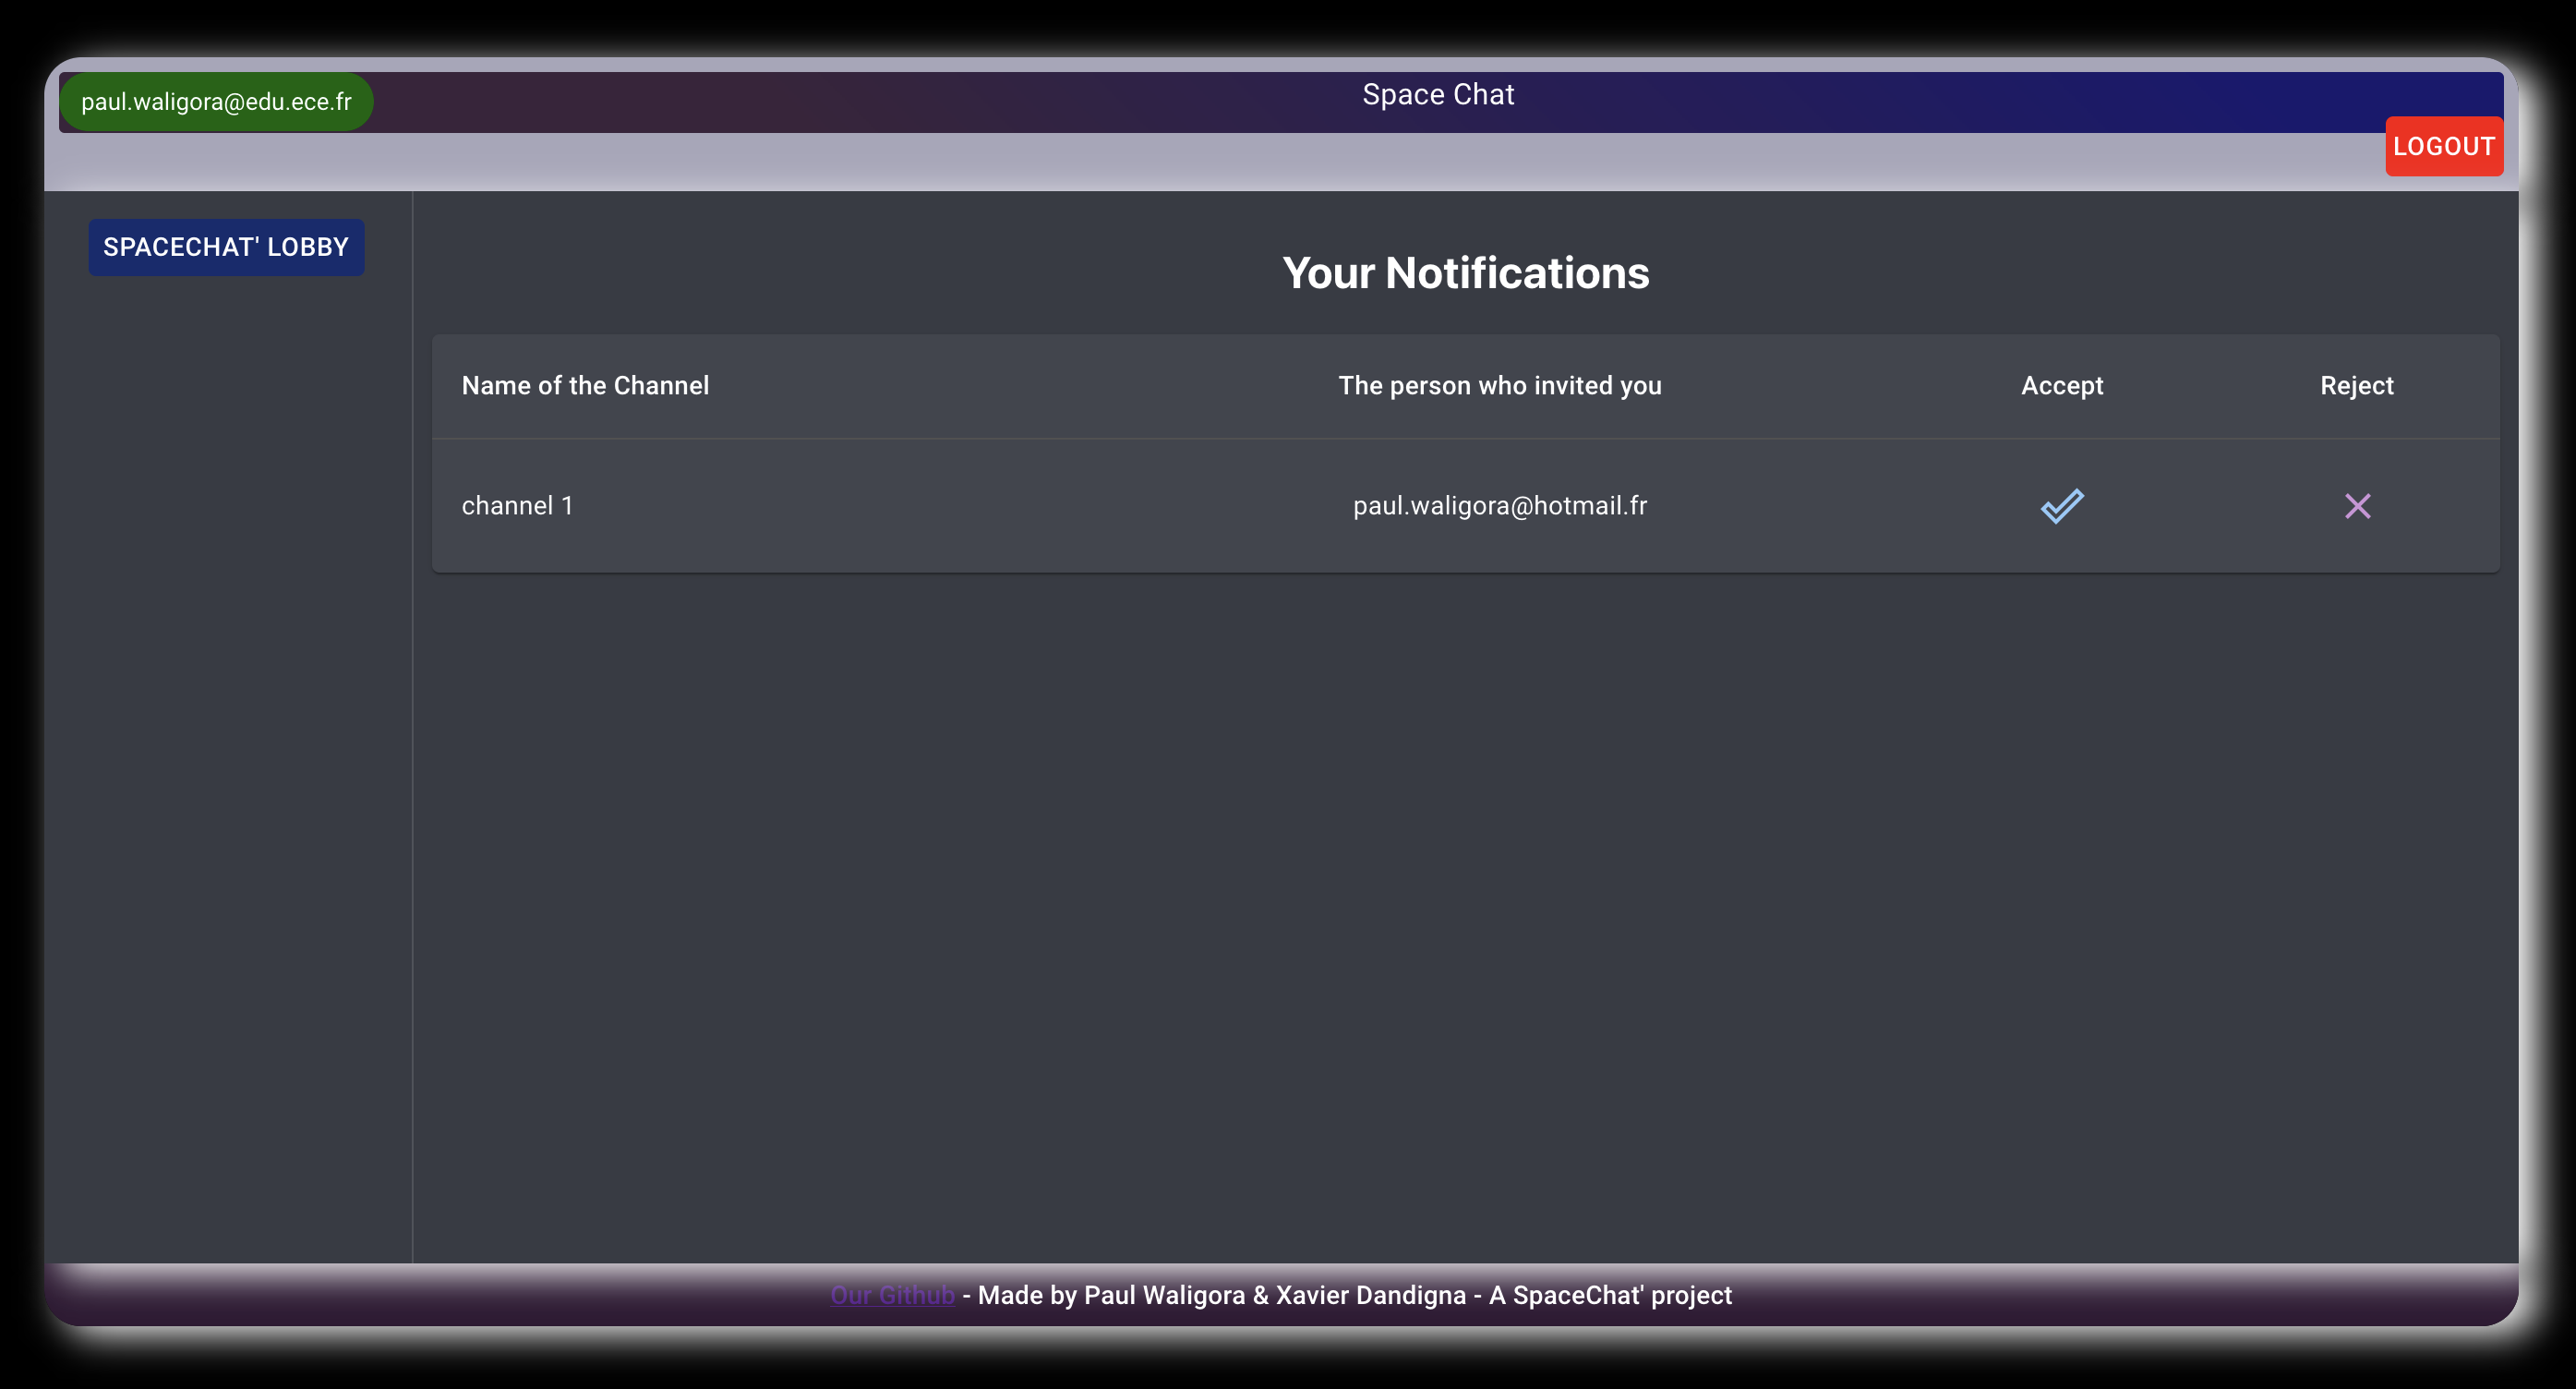 paul.waligora@edu.ece.fr
Space Chat
LOGOUT
SPACECHAT' LOBBY
Your Notifications
Name of the Channel The person who invited you Accept Reject
channel 1 paul.waligora@hotmail.fr
Our Github - Made by Paul Waligora & Xavier Dandigna - A SpaceChat' project